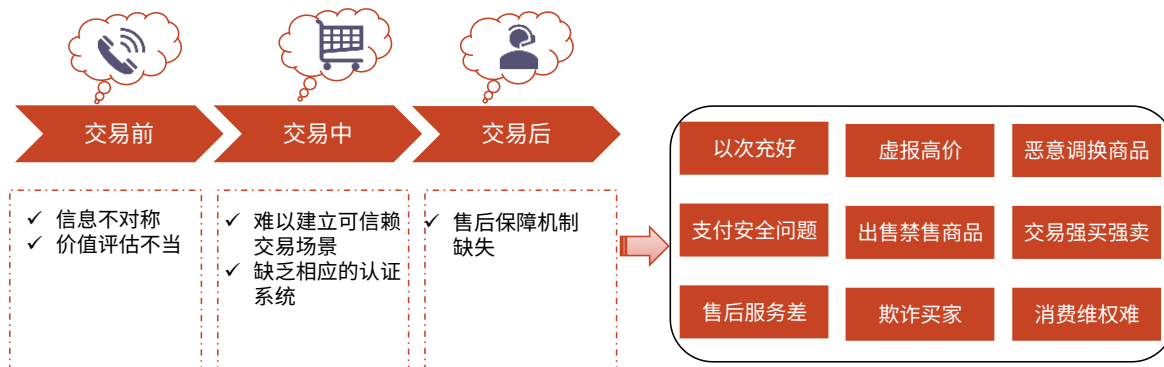 交易前
交易中
交易后
✓ 信息不对称
✓ 价值评估不当
✓ 难以建立可信赖
交易场景
✓ 缺乏相应的认证
系统
✓ 售后保障机制
缺失
以次充好
虚报高价
恶意调换商品
支付安全问题
出售禁售商品
交易强买强卖
售后服务差
欺诈买家
消费维权难